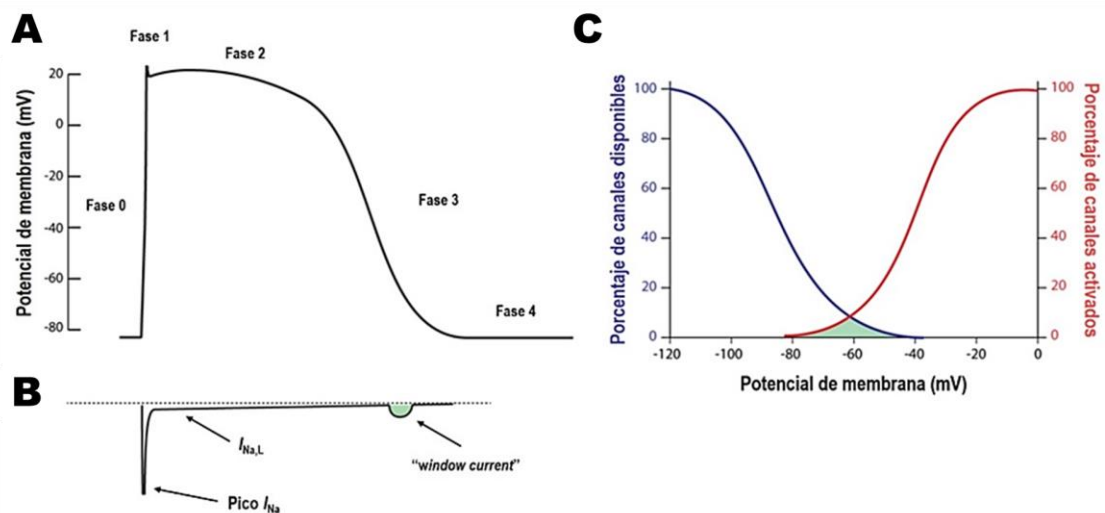 A
Fase 1
Fase 2
Potencial de membrana (mV)
20
0
-20
-40
-60
-80
Fase 0
Fase 3
Fase 4
B
I Na,L
"window current"
Pico I Na
C
Porcentaje de canales disponibles
100
80
60
40
20
0
Porcentaje de canales activados
100
80
60
40
20
0
-120 -100 -80 -60 -40 -20 0
Potencial de membrana (mV)